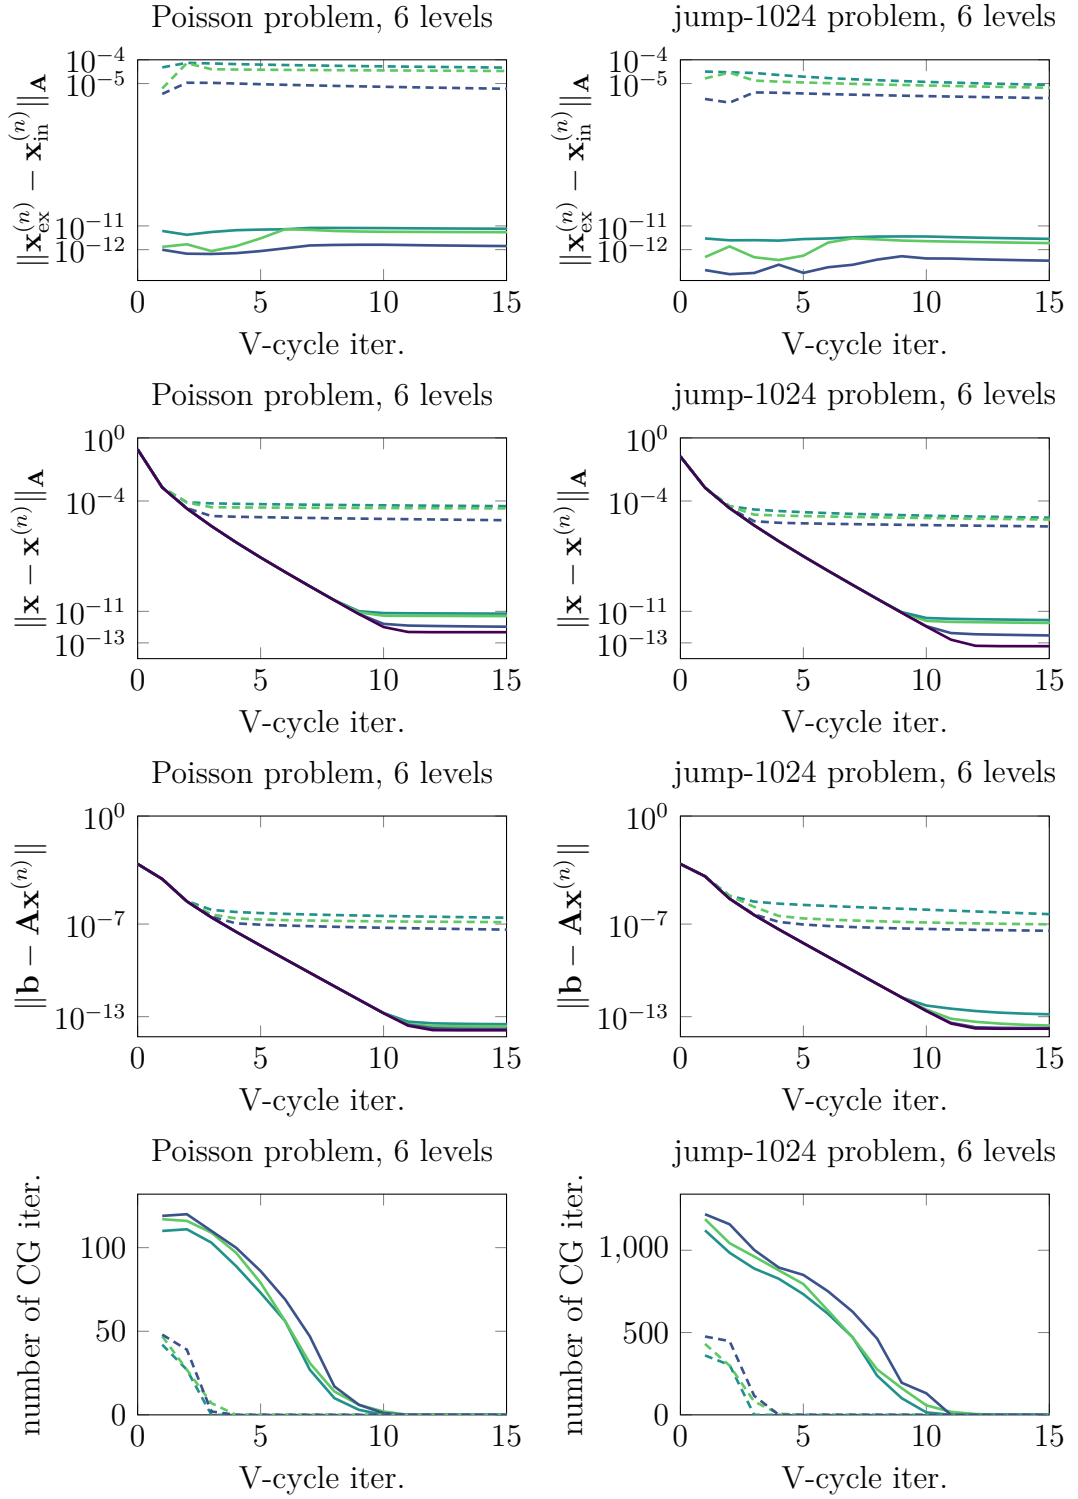 Poisson problem, 6 levels
‖x_ex^(n) − x_in^(n)‖_A
10^−4
10^−5
10^−11
10^−12
0 5 10 15
V-cycle iter.
jump-1024 problem, 6 levels
‖x_ex^(n) − x_in^(n)‖_A
10^−4
10^−5
10^−11
10^−12
0 5 10 15
V-cycle iter.
Poisson problem, 6 levels
‖x − x^(n)‖_A
10^0
10^−4
10^−11
10^−13
0 5 10 15
V-cycle iter.
jump-1024 problem, 6 levels
‖x − x^(n)‖_A
10^0
10^−4
10^−11
10^−13
0 5 10 15
V-cycle iter.
Poisson problem, 6 levels
‖b − Ax^(n)‖
10^0
10^−7
10^−13
0 5 10 15
V-cycle iter.
jump-1024 problem, 6 levels
‖b − Ax^(n)‖
10^0
10^−7
10^−13
0 5 10 15
V-cycle iter.
Poisson problem, 6 levels
number of CG iter.
100
50
0
0 5 10 15
V-cycle iter.
jump-1024 problem, 6 levels
number of CG iter.
1,000
500
0
0 5 10 15
V-cycle iter.